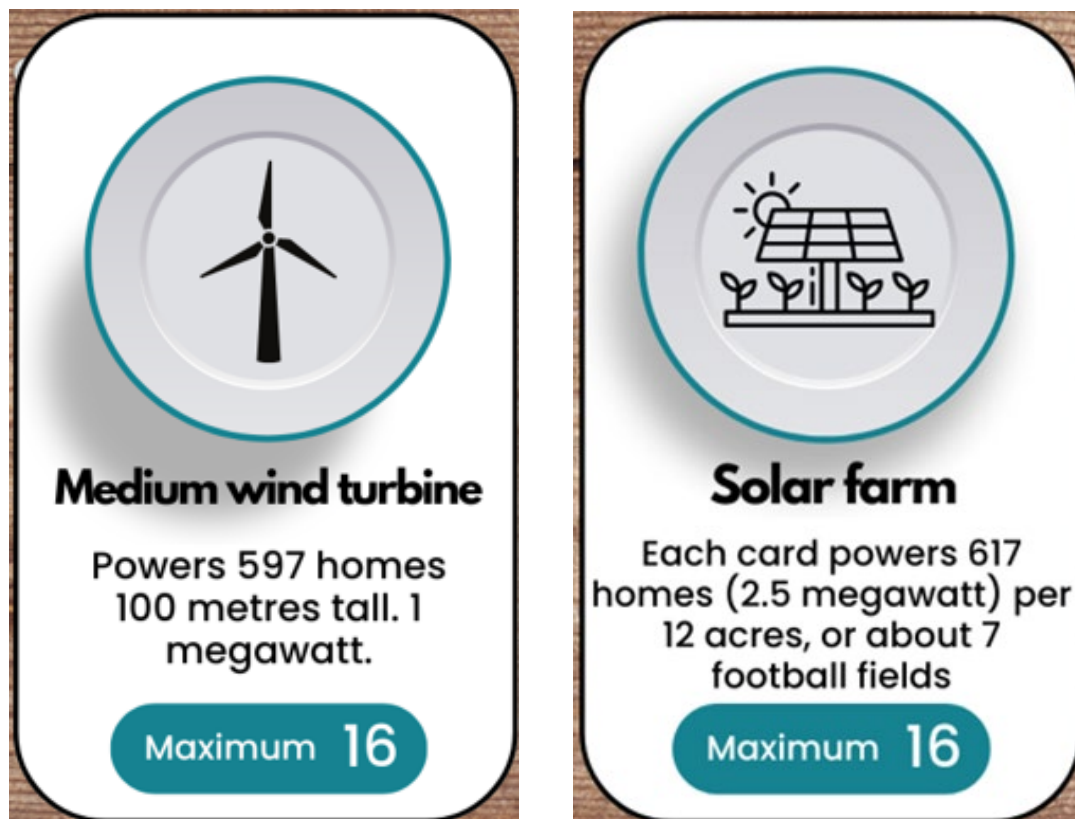 Medium wind turbine
Powers 597 homes
100 metres tall. 1
megawatt.
Maximum 16
Solar farm
Each card powers 617
homes (2.5 megawatt) per
12 acres, or about 7
football fields
Maximum 16